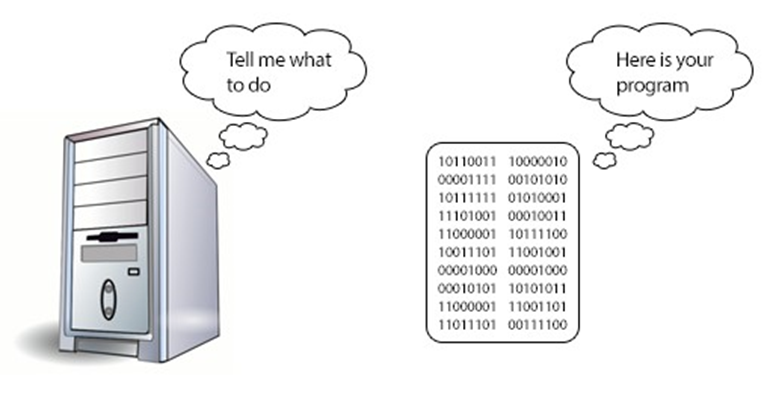 Tell me what
to do
Here is your
program
10110011 10000010
00001111 00101010
10111111 01010001
11101001 00010011
11000001 10111100
10011101 11001001
00001000 00001000
00010101 10101011
11000001 11001101
11011101 00111100